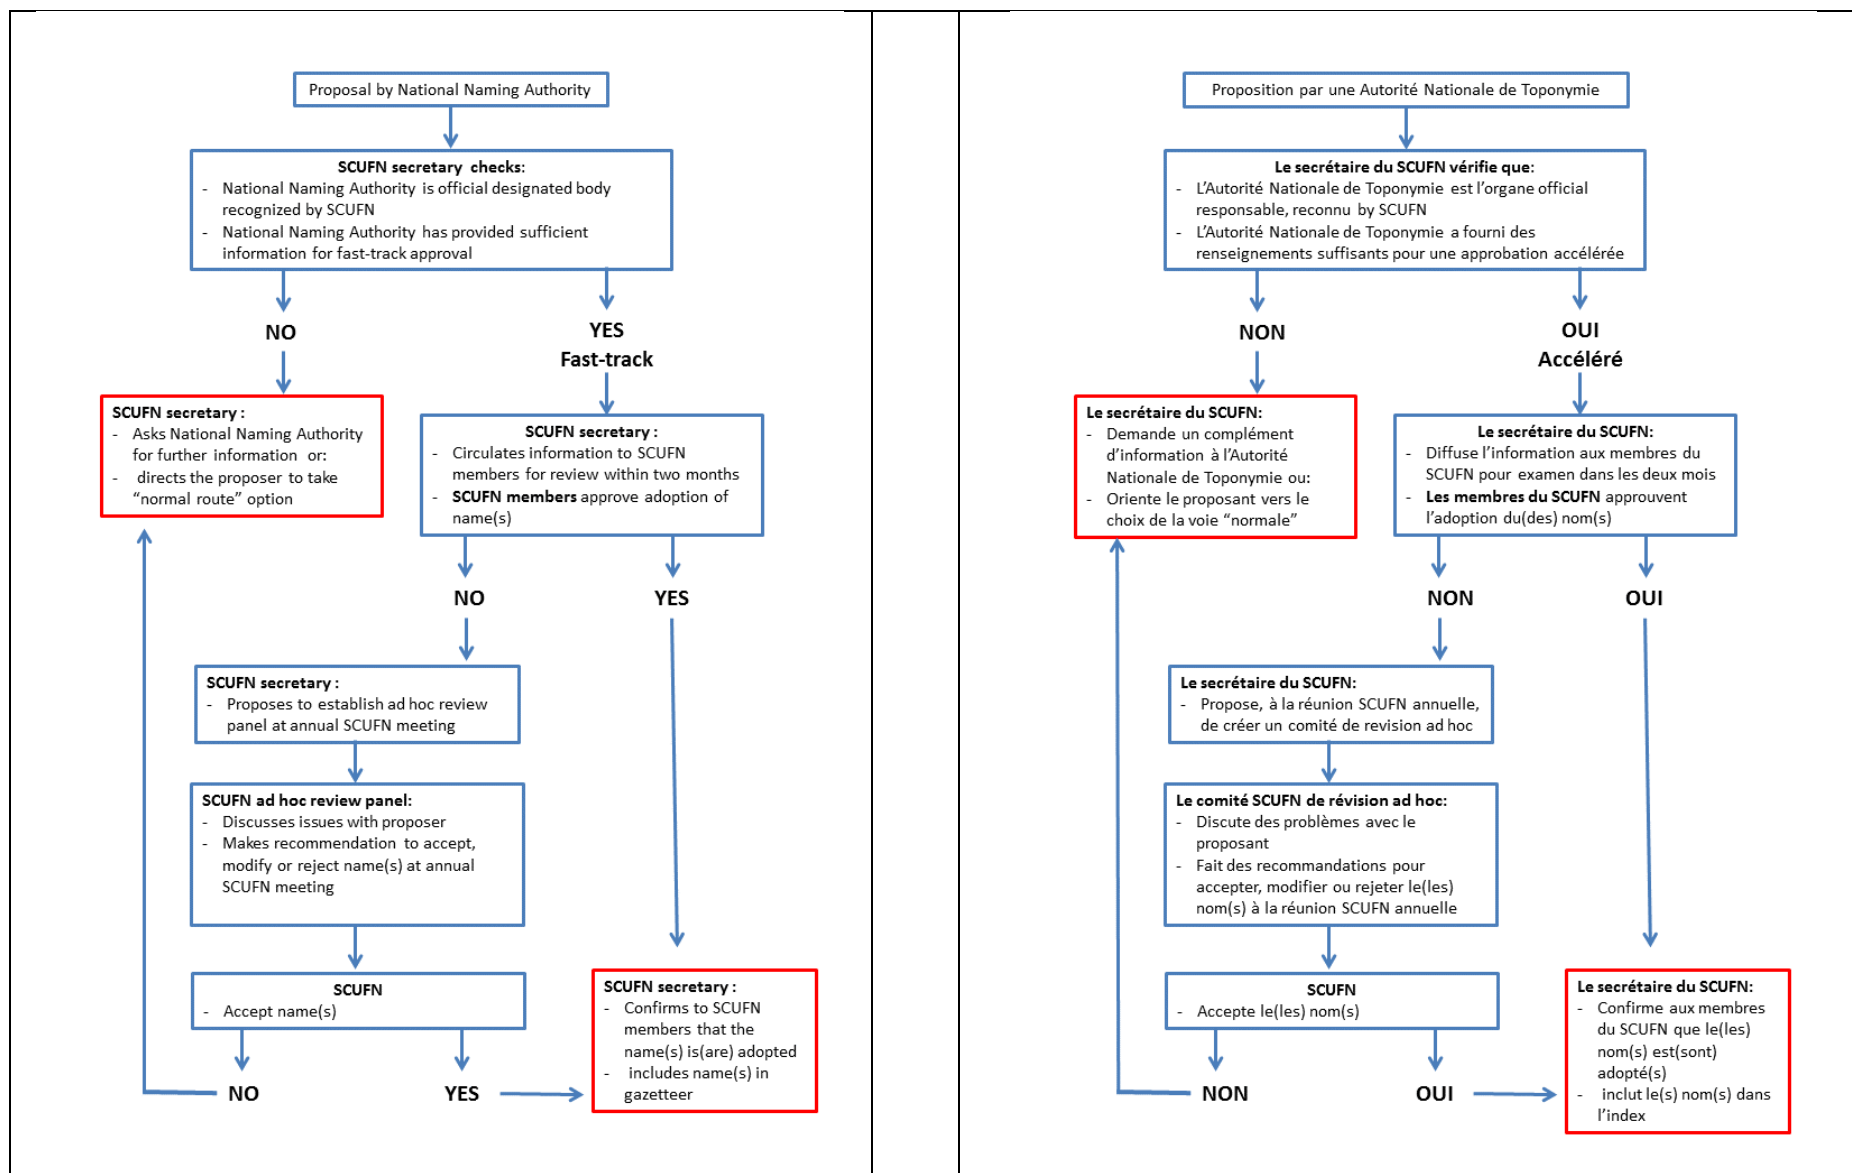 Proposal by National Naming Authority
SCUFN secretary checks:
- National Naming Authority is official designated body
recognized by SCUFN
- National Naming Authority has provided sufficient
information for fast-track approval
NO
YES
Fast-track
SCUFN secretary :
- Asks National Naming Authority
for further information or:
- directs the proposer to take
“normal route” option
SCUFN secretary :
- Circulates information to SCUFN
members for review within two months
- SCUFN members approve adoption of
name(s)
NO
YES
SCUFN secretary :
- Proposes to establish ad hoc review
panel at annual SCUFN meeting
SCUFN ad hoc review panel:
- Discusses issues with proposer
- Makes recommendation to accept,
modify or reject name(s) at annual
SCUFN meeting
SCUFN
- Accept name(s)
NO
YES
SCUFN secretary :
- Confirms to SCUFN
members that the
name(s) is(are) adopted
- includes name(s) in
gazetteer
Proposition par une Autorité Nationale de Toponymie
Le secrétaire du SCUFN vérifie que:
- L’Autorité Nationale de Toponymie est l’organe official
responsable, reconnu by SCUFN
- L’Autorité Nationale de Toponymie a fourni des
renseignements suffisants pour une approbation accélérée
NON
OUI
Accéléré
Le secrétaire du SCUFN:
- Demande un complément
d’information à l’Autorité
Nationale de Toponymie ou:
- Oriente le proposant vers le
choix de la voie “normale”
Le secrétaire du SCUFN:
- Diffuse l’information aux membres du
SCUFN pour examen dans les deux mois
- Les membres du SCUFN approuvent
l’adoption du(des) nom(s)
NON
OUI
Le secrétaire du SCUFN:
- Propose, à la réunion SCUFN annuelle,
de créer un comité de revision ad hoc
Le comité SCUFN de révision ad hoc:
- Discute des problèmes avec le
proposant
- Fait des recommandations pour
accepter, modifier ou rejeter le(les)
nom(s) à la réunion SCUFN annuelle
SCUFN
- Accepte le(les) nom(s)
NON
OUI
Le secrétaire du SCUFN:
- Confirme aux membres
du SCUFN que le(les)
nom(s) est(sont)
adopté(s)
- inclut le(s) nom(s) dans
l’index